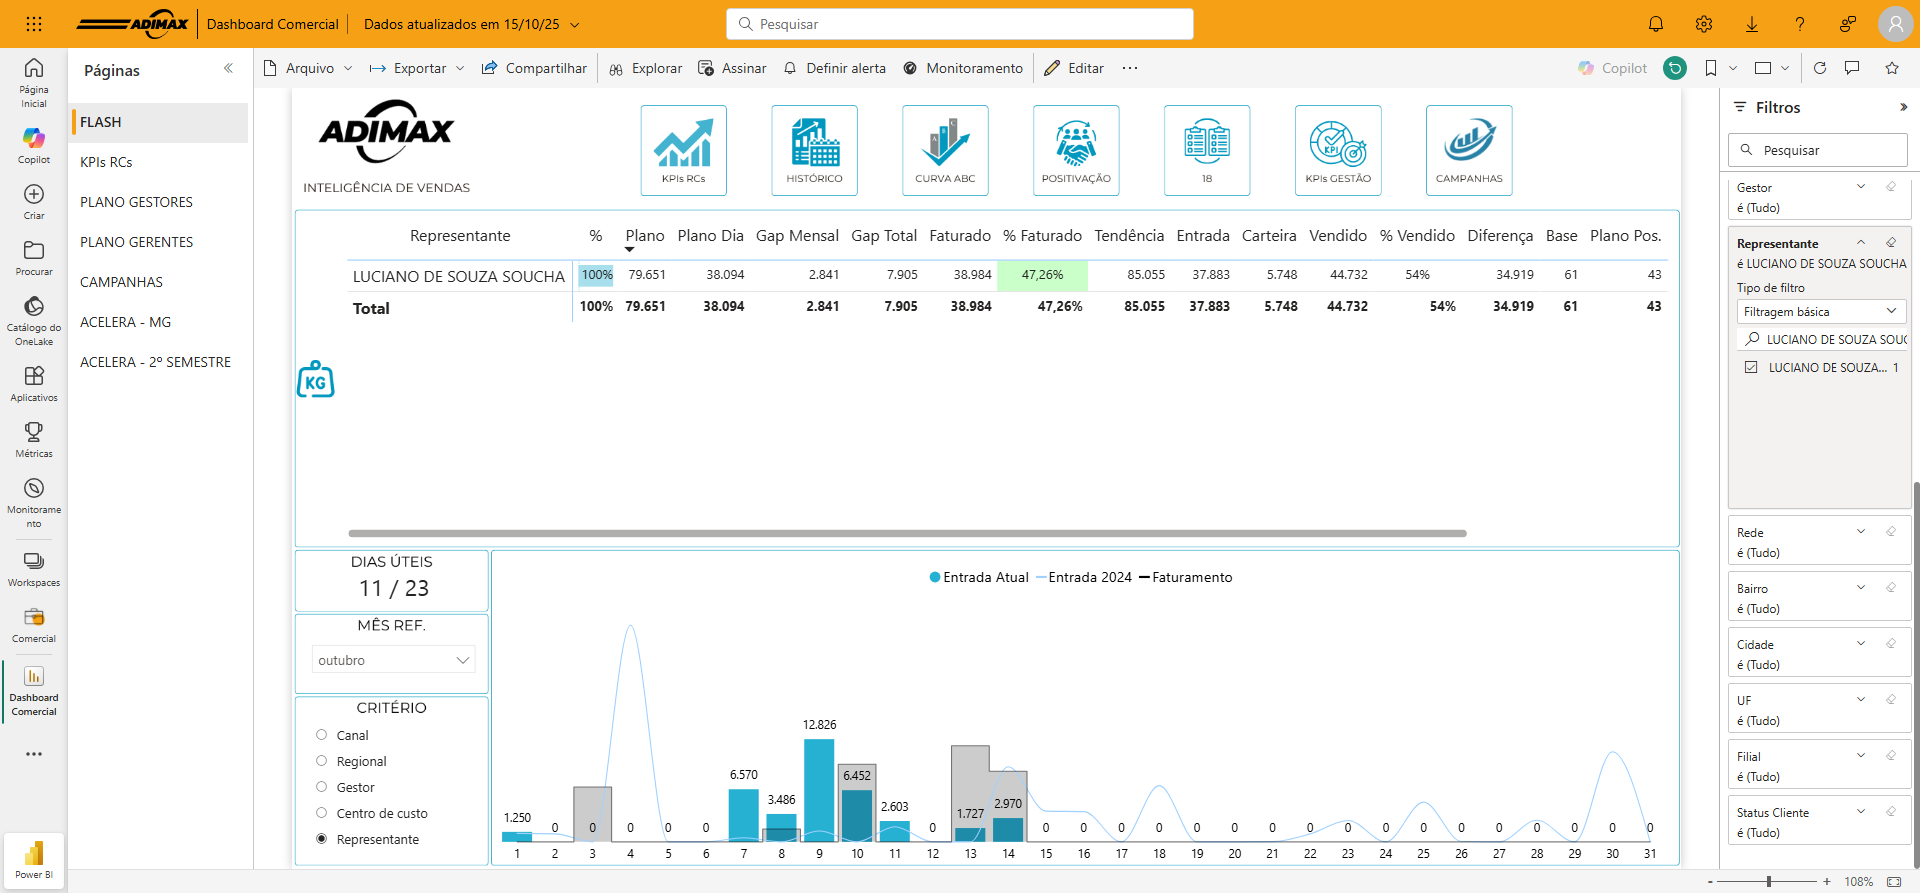 ADIMAX
Dashboard Comercial
Dados atualizados em 15/10/25
Pesquisar
Página Inicial
Copilot
Criar
Procurar
Catálogo do OneLake
Aplicativos
Métricas
Monitoramento
Workspaces
Comercial
Dashboard Comercial
Power BI
Páginas
FLASH
KPIs RCs
PLANO GESTORES
PLANO GERENTES
CAMPANHAS
ACELERA - MG
ACELERA - 2º SEMESTRE
Arquivo Exportar Compartilhar Explorar Assinar Definir alerta Monitoramento Editar ... Copilot
ADIMAX
INTELIGÊNCIA DE VENDAS
KPIs RCs
HISTÓRICO
A B C
CURVA ABC
POSITIVAÇÃO
18
KPI
KPIs GESTÃO
CAMPANHAS
Representante % Plano Plano Dia Gap Mensal Gap Total Faturado % Faturado Tendência Entrada Carteira Vendido % Vendido Diferença Base Plano Pos.
LUCIANO DE SOUZA SOUCHA 100% 79.651 38.094 2.841 7.905 38.984 47,26% 85.055 37.883 5.748 44.732 54% 34.919 61 43
Total 100% 79.651 38.094 2.841 7.905 38.984 47,26% 85.055 37.883 5.748 44.732 54% 34.919 61 43
KG
DIAS ÚTEIS
11 / 23
MÊS REF.
outubro
CRITÉRIO
Canal
Regional
Gestor
Centro de custo
Representante
Entrada Atual Entrada 2024 Faturamento
1.250 0 0 0 0 0 6.570 3.486 12.826 6.452 2.603 0 1.727 2.970 0 0 0 0 0 0 0 0 0 0 0 0 0 0 0 0 0
1 2 3 4 5 6 7 8 9 10 11 12 13 14 15 16 17 18 19 20 21 22 23 24 25 26 27 28 29 30 31
Filtros
Pesquisar
Gestor
é (Tudo)
Representante
é LUCIANO DE SOUZA SOUCHA
Tipo de filtro
Filtragem básica
LUCIANO DE SOUZA SOUC
LUCIANO DE SOUZA... 1
Rede
é (Tudo)
Bairro
é (Tudo)
Cidade
é (Tudo)
UF
é (Tudo)
Filial
é (Tudo)
Status Cliente
é (Tudo)
- + 108%